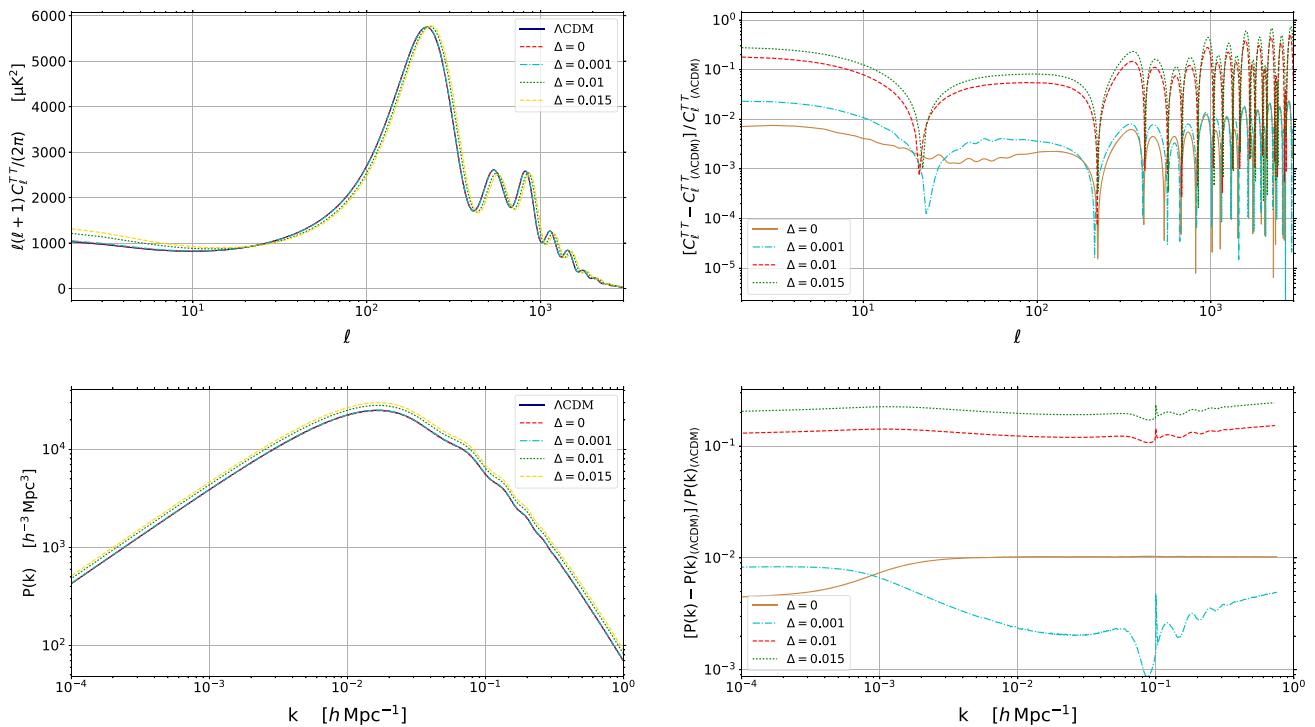 6000
5000
4000
3000
2000
1000
0
ℓ(ℓ + 1) C_ℓ^{TT}/(2π) [µK²]
ΛCDM
Δ = 0
Δ = 0.001
Δ = 0.01
Δ = 0.015
10¹ 10² 10³
ℓ
10⁰
10⁻¹
10⁻²
10⁻³
10⁻⁴
10⁻⁵
[C_ℓ^{TT} − C_ℓ^{TT}_{(ΛCDM)}] / C_ℓ^{TT}_{(ΛCDM)}
Δ = 0
Δ = 0.001
Δ = 0.01
Δ = 0.015
10¹ 10² 10³
ℓ
10⁴
10³
10²
P(k) [h⁻³ Mpc³]
ΛCDM
Δ = 0
Δ = 0.001
Δ = 0.01
Δ = 0.015
10⁻⁴ 10⁻³ 10⁻² 10⁻¹ 10⁰
k [h Mpc⁻¹]
10⁻¹
10⁻²
10⁻³
[P(k) − P(k)_{(ΛCDM)}] / P(k)_{(ΛCDM)}
Δ = 0
Δ = 0.001
Δ = 0.01
Δ = 0.015
10⁻⁴ 10⁻³ 10⁻² 10⁻¹ 10⁰
k [h Mpc⁻¹]